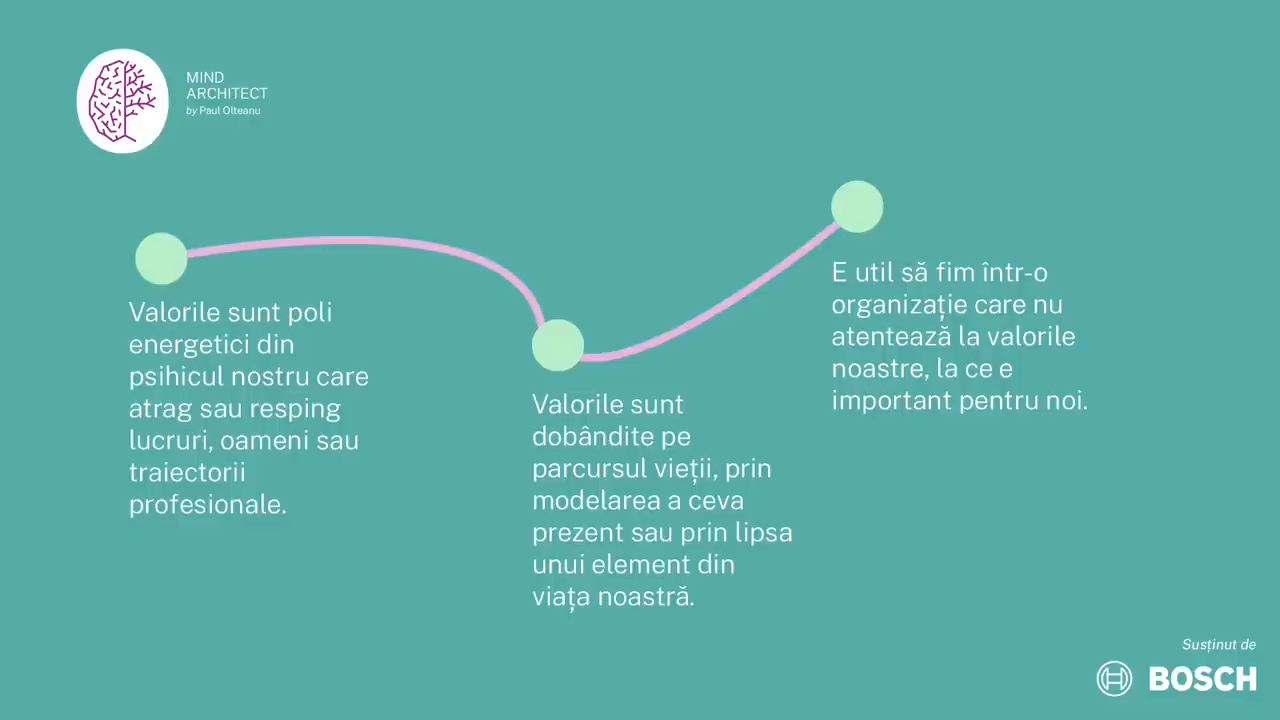 MIND
ARCHITECT
by Paul Olteanu
Valorile sunt poli
energetici din
psihicul nostru care
atrag sau resping
lucruri, oameni sau
traiectorii
profesionale.
Valorile sunt
dobândite pe
parcursul vieții, prin
modelarea a ceva
prezent sau prin lipsa
unui element din
viața noastră.
E util să fim într-o
organizație care nu
atentează la valorile
noastre, la ce e
important pentru noi.
Susținut de
BOSCH